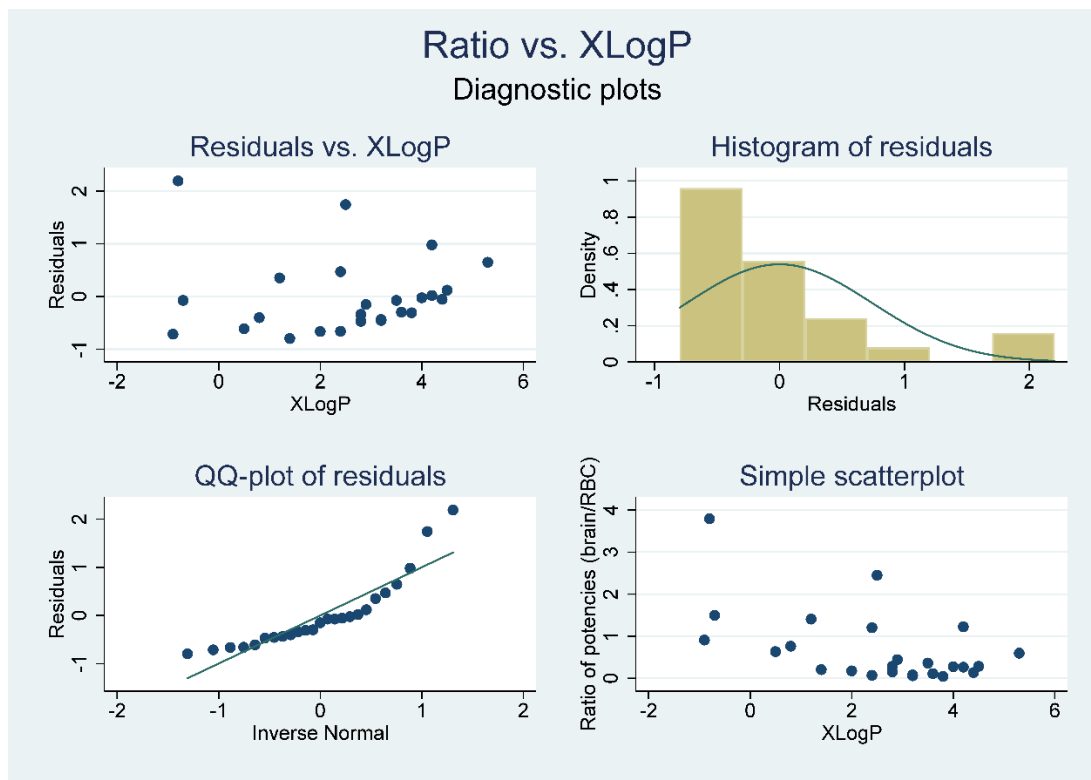 Ratio vs. XLogP
Diagnostic plots
Residuals vs. XLogP
Residuals
2
1
0
-1
-2 0 2 4 6
XLogP
Histogram of residuals
Density
1
.8
.6
.4
.2
0
-1 0 1 2
Residuals
QQ-plot of residuals
Residuals
2
1
0
-1
-2 -1 0 1 2
Inverse Normal
Simple scatterplot
Ratio of potencies (brain/RBC)
4
3
2
1
0
-2 0 2 4 6
XLogP